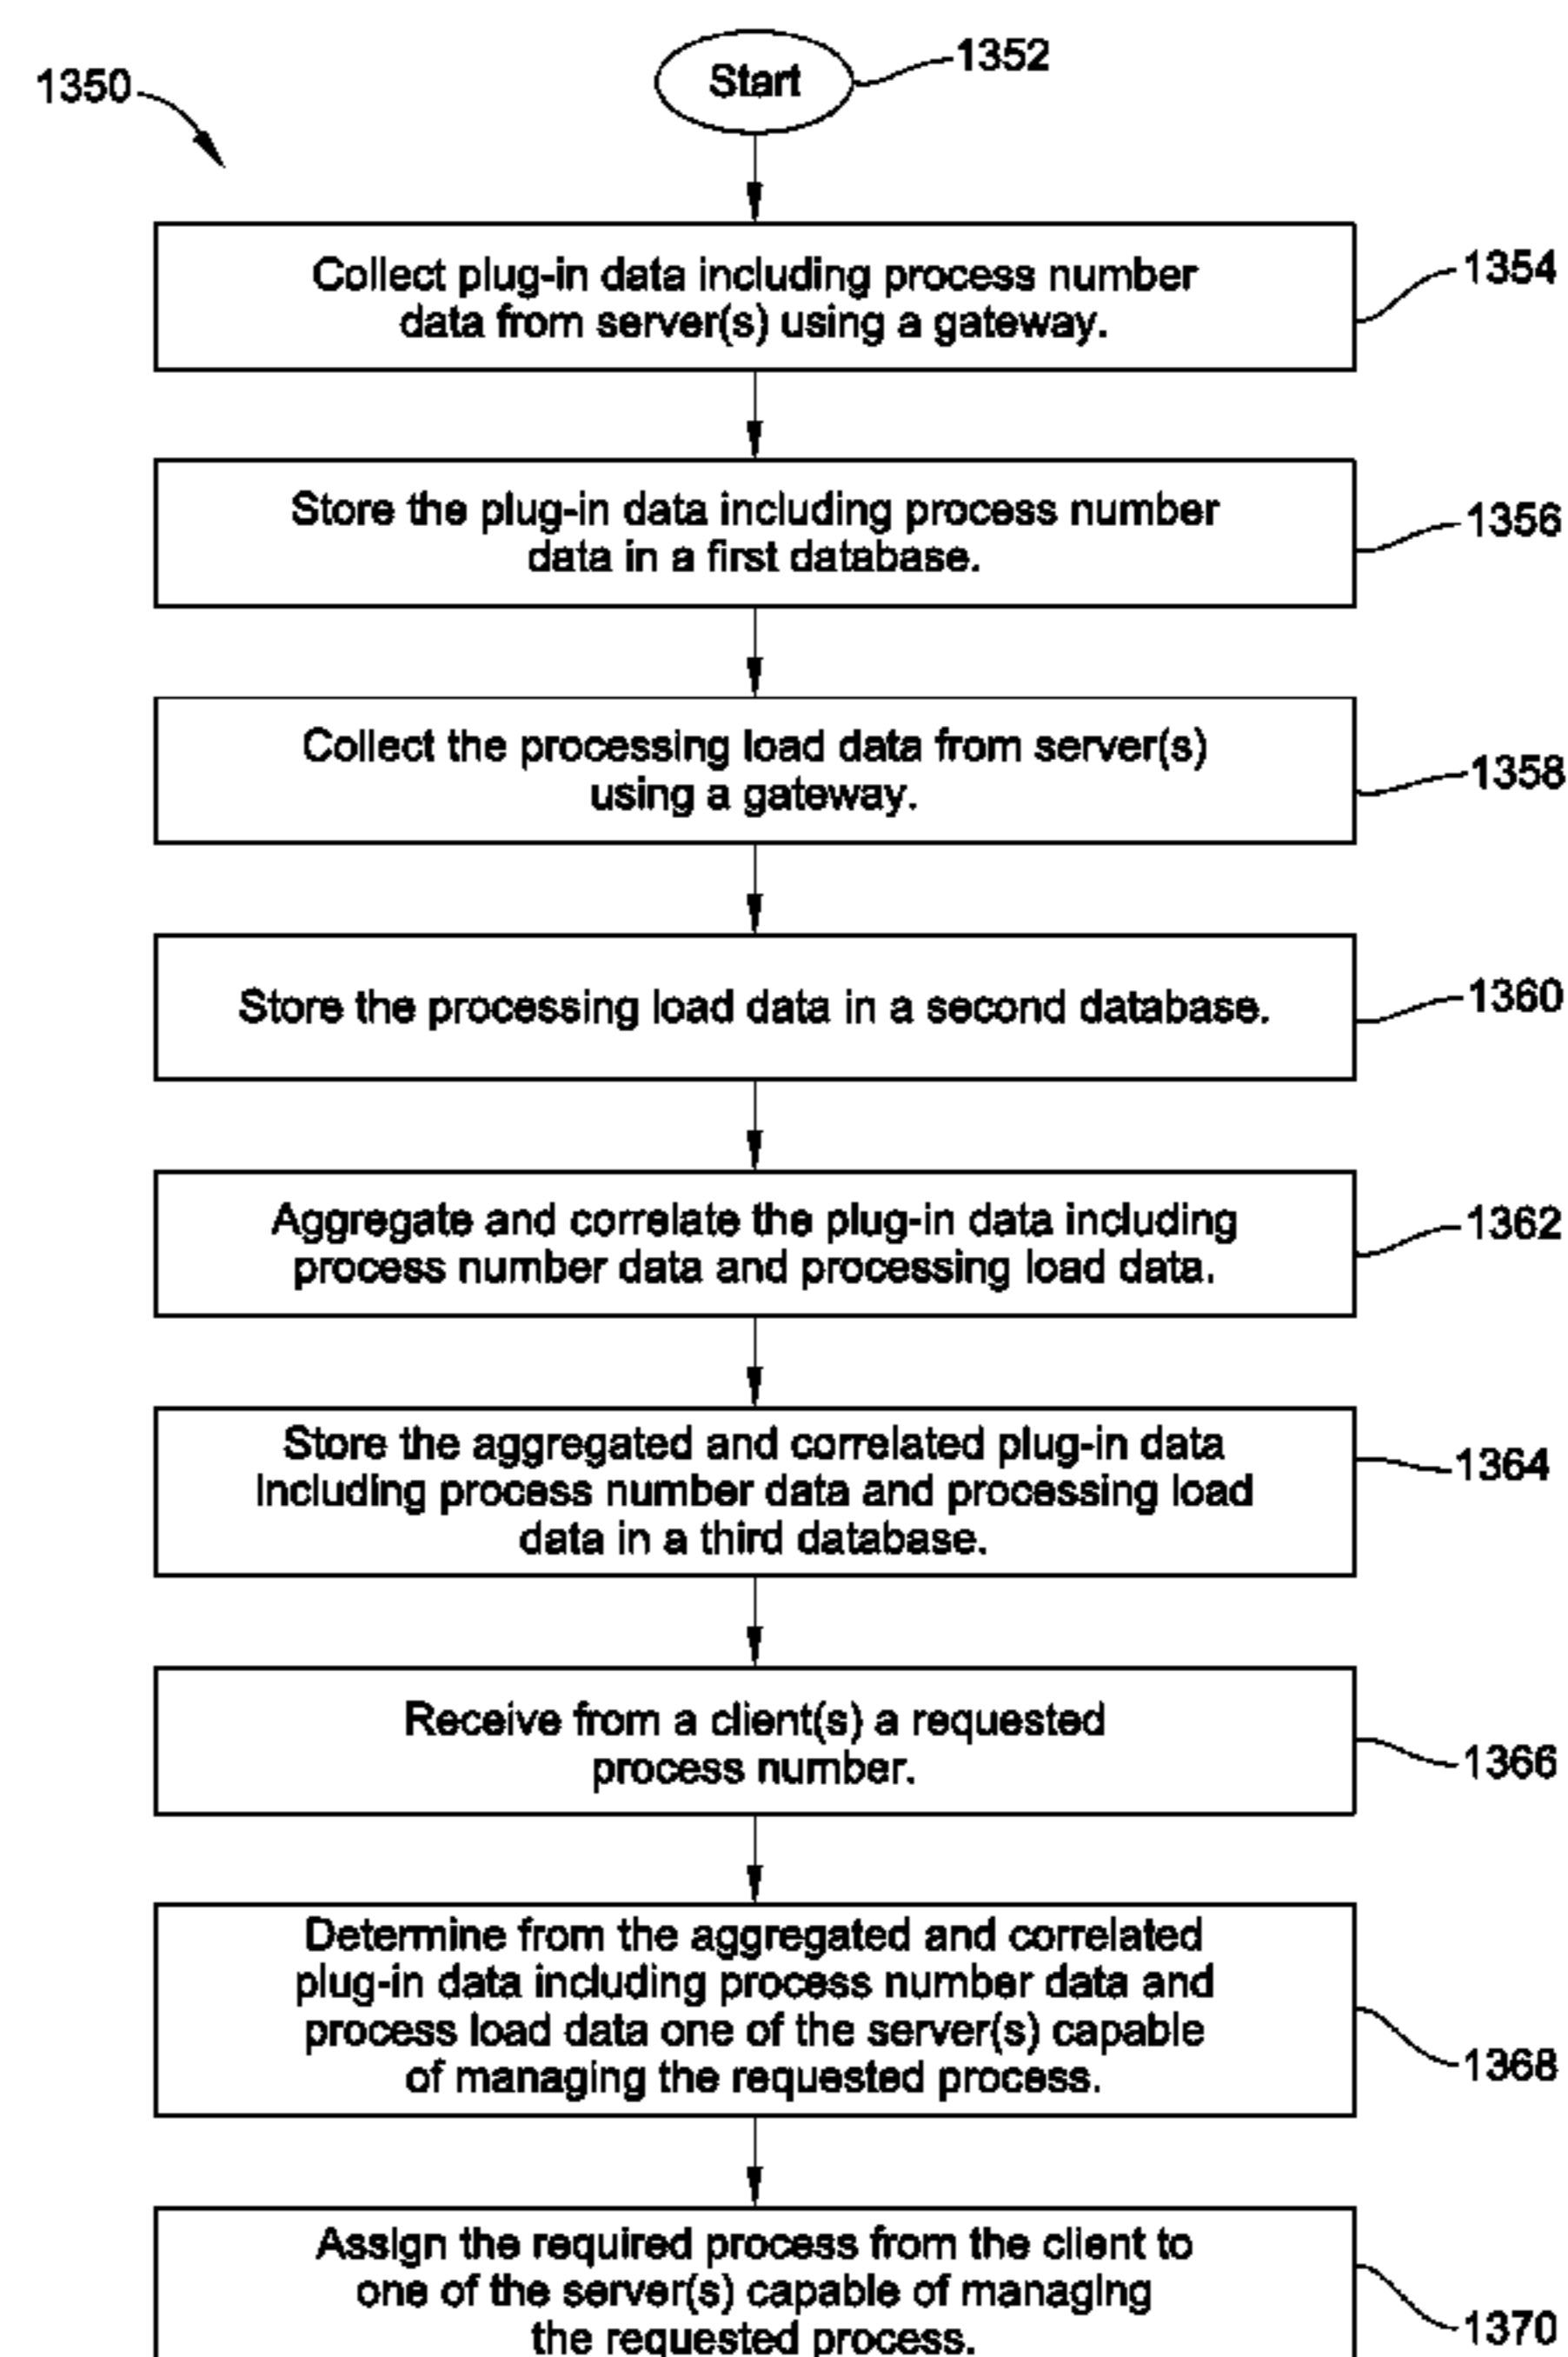 1350
Start
1352
Collect plug-in data including process number
data from server(s) using a gateway.
1354
Store the plug-in data including process number
data in a first database.
1356
Collect the processing load data from server(s)
using a gateway.
1358
Store the processing load data in a second database.
1360
Aggregate and correlate the plug-in data including
process number data and processing load data.
1362
Store the aggregated and correlated plug-in data
including process number data and processing load
data in a third database.
1364
Receive from a client(s) a requested
process number.
1366
Determine from the aggregated and correlated
plug-in data including process number data and
process load data one of the server(s) capable
of managing the requested process.
1368
Assign the required process from the client to
one of the server(s) capable of managing
the requested process.
1370